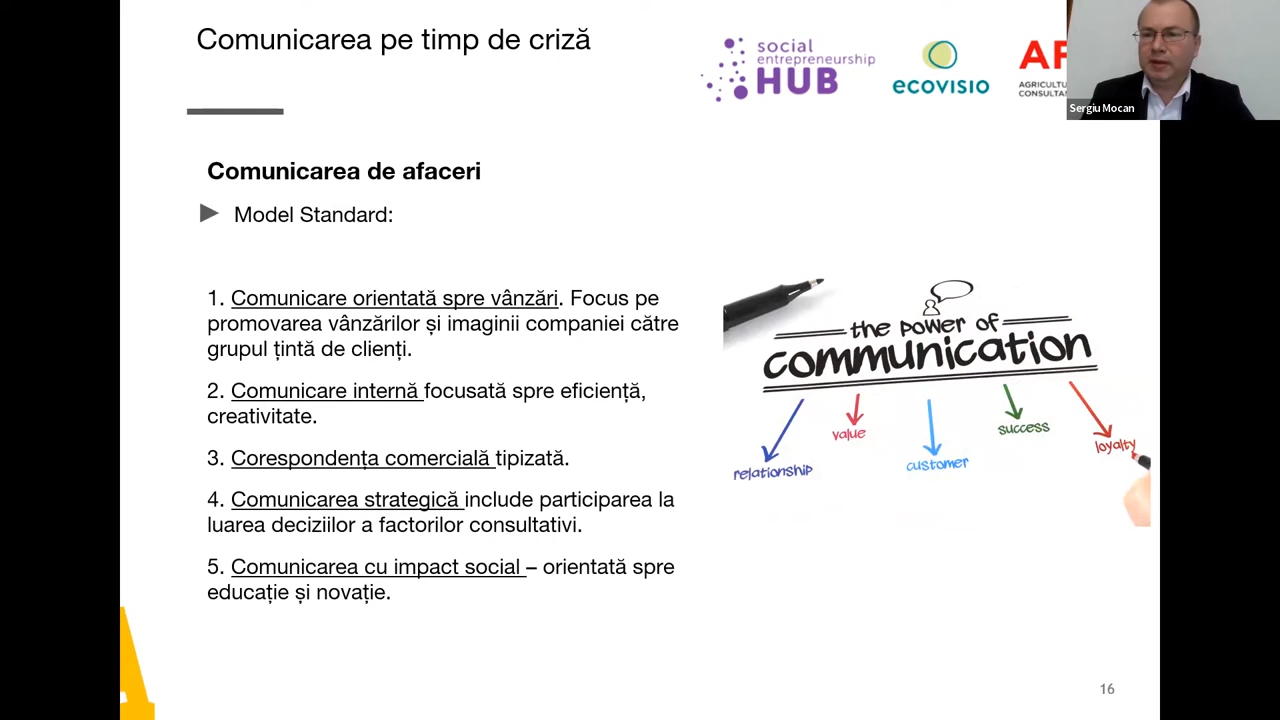 Comunicarea pe timp de criză
social
entrepreneurship
HUB
ecovisio
AGRICULTU
CONSULTAN
Sergiu Mocan
Comunicarea de afaceri
Model Standard:
1. Comunicare orientată spre vânzări. Focus pe
promovarea vânzărilor și imaginii companiei către
grupul țintă de clienți.
2. Comunicare internă focusată spre eficiență,
creativitate.
3. Corespondența comercială tipizată.
4. Comunicarea strategică include participarea la
luarea deciziilor a factorilor consultativi.
5. Comunicarea cu impact social – orientată spre
educație și novație.
the power of
communication
relationship
value
customer
success
loyalty
16